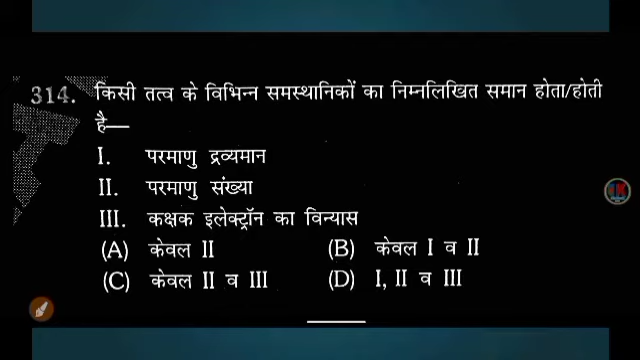 314. किसी तत्व के विभिन्न समस्थानिकों का निम्नलिखित समान होता/होती
है—
I. परमाणु द्रव्यमान
II. परमाणु संख्या
III. कक्षक इलेक्ट्रॉन का विन्यास
(A) केवल II (B) केवल I व II
(C) केवल II व III (D) I, II व III